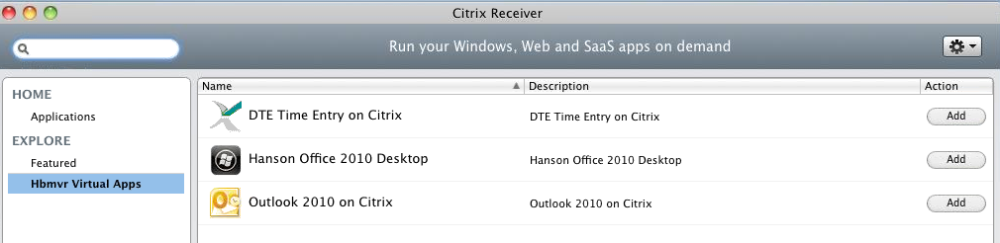 Citrix Receiver
Run your Windows, Web and SaaS apps on demand
HOME
Applications
EXPLORE
Featured
Hbmvr Virtual Apps
Name Description Action
DTE Time Entry on Citrix DTE Time Entry on Citrix Add
Hanson Office 2010 Desktop Hanson Office 2010 Desktop Add
Outlook 2010 on Citrix Outlook 2010 on Citrix Add